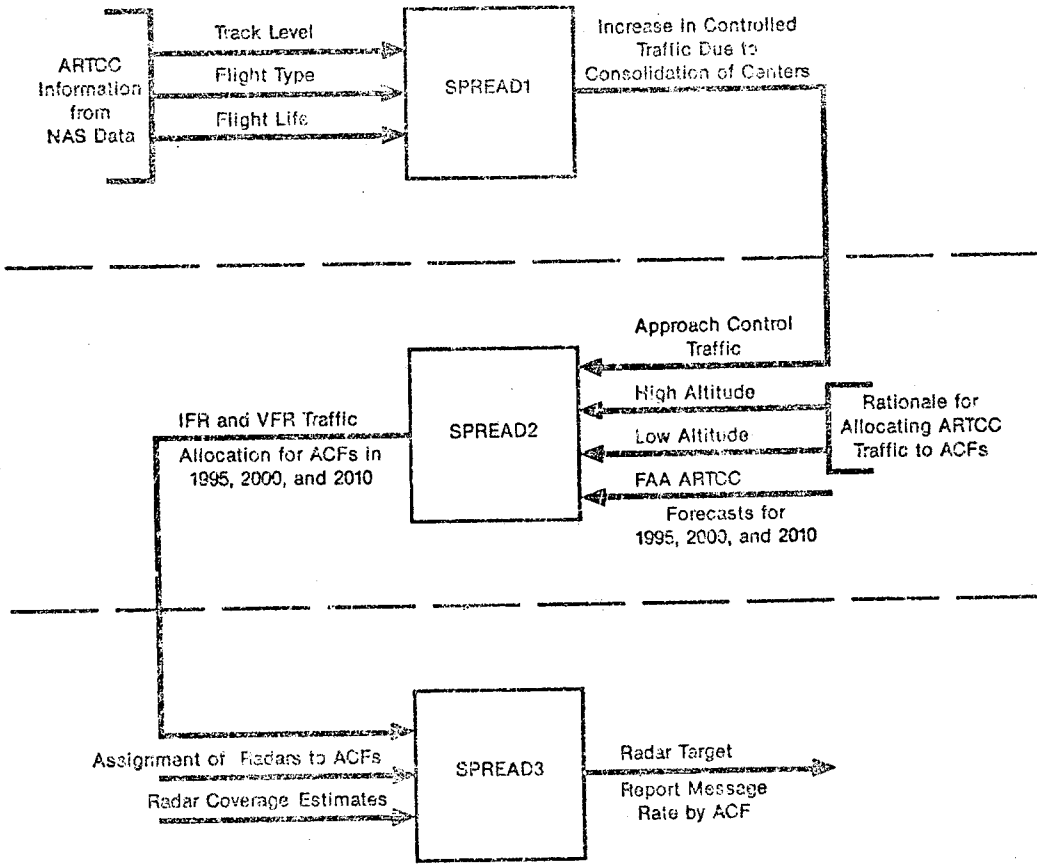 Track Level
ARTCC
Information
from
NAS Data
Flight Type
Flight Life
SPREAD1
Increase in Controlled
Traffic Due to
Consolidation of Centers
Approach Control
Traffic
High Altitude
Low Altitude
Rationale for
Allocating ARTCC
Traffic to ACFs
FAA ARTCC
Forecasts for
1995, 2000, and 2010
SPREAD2
IFR and VFR Traffic
Allocation for ACFs in
1995, 2000, and 2010
Assignment of Radars to ACFs
Radar Coverage Estimates
SPREAD3
Radar Target
Report Message
Rate by ACF